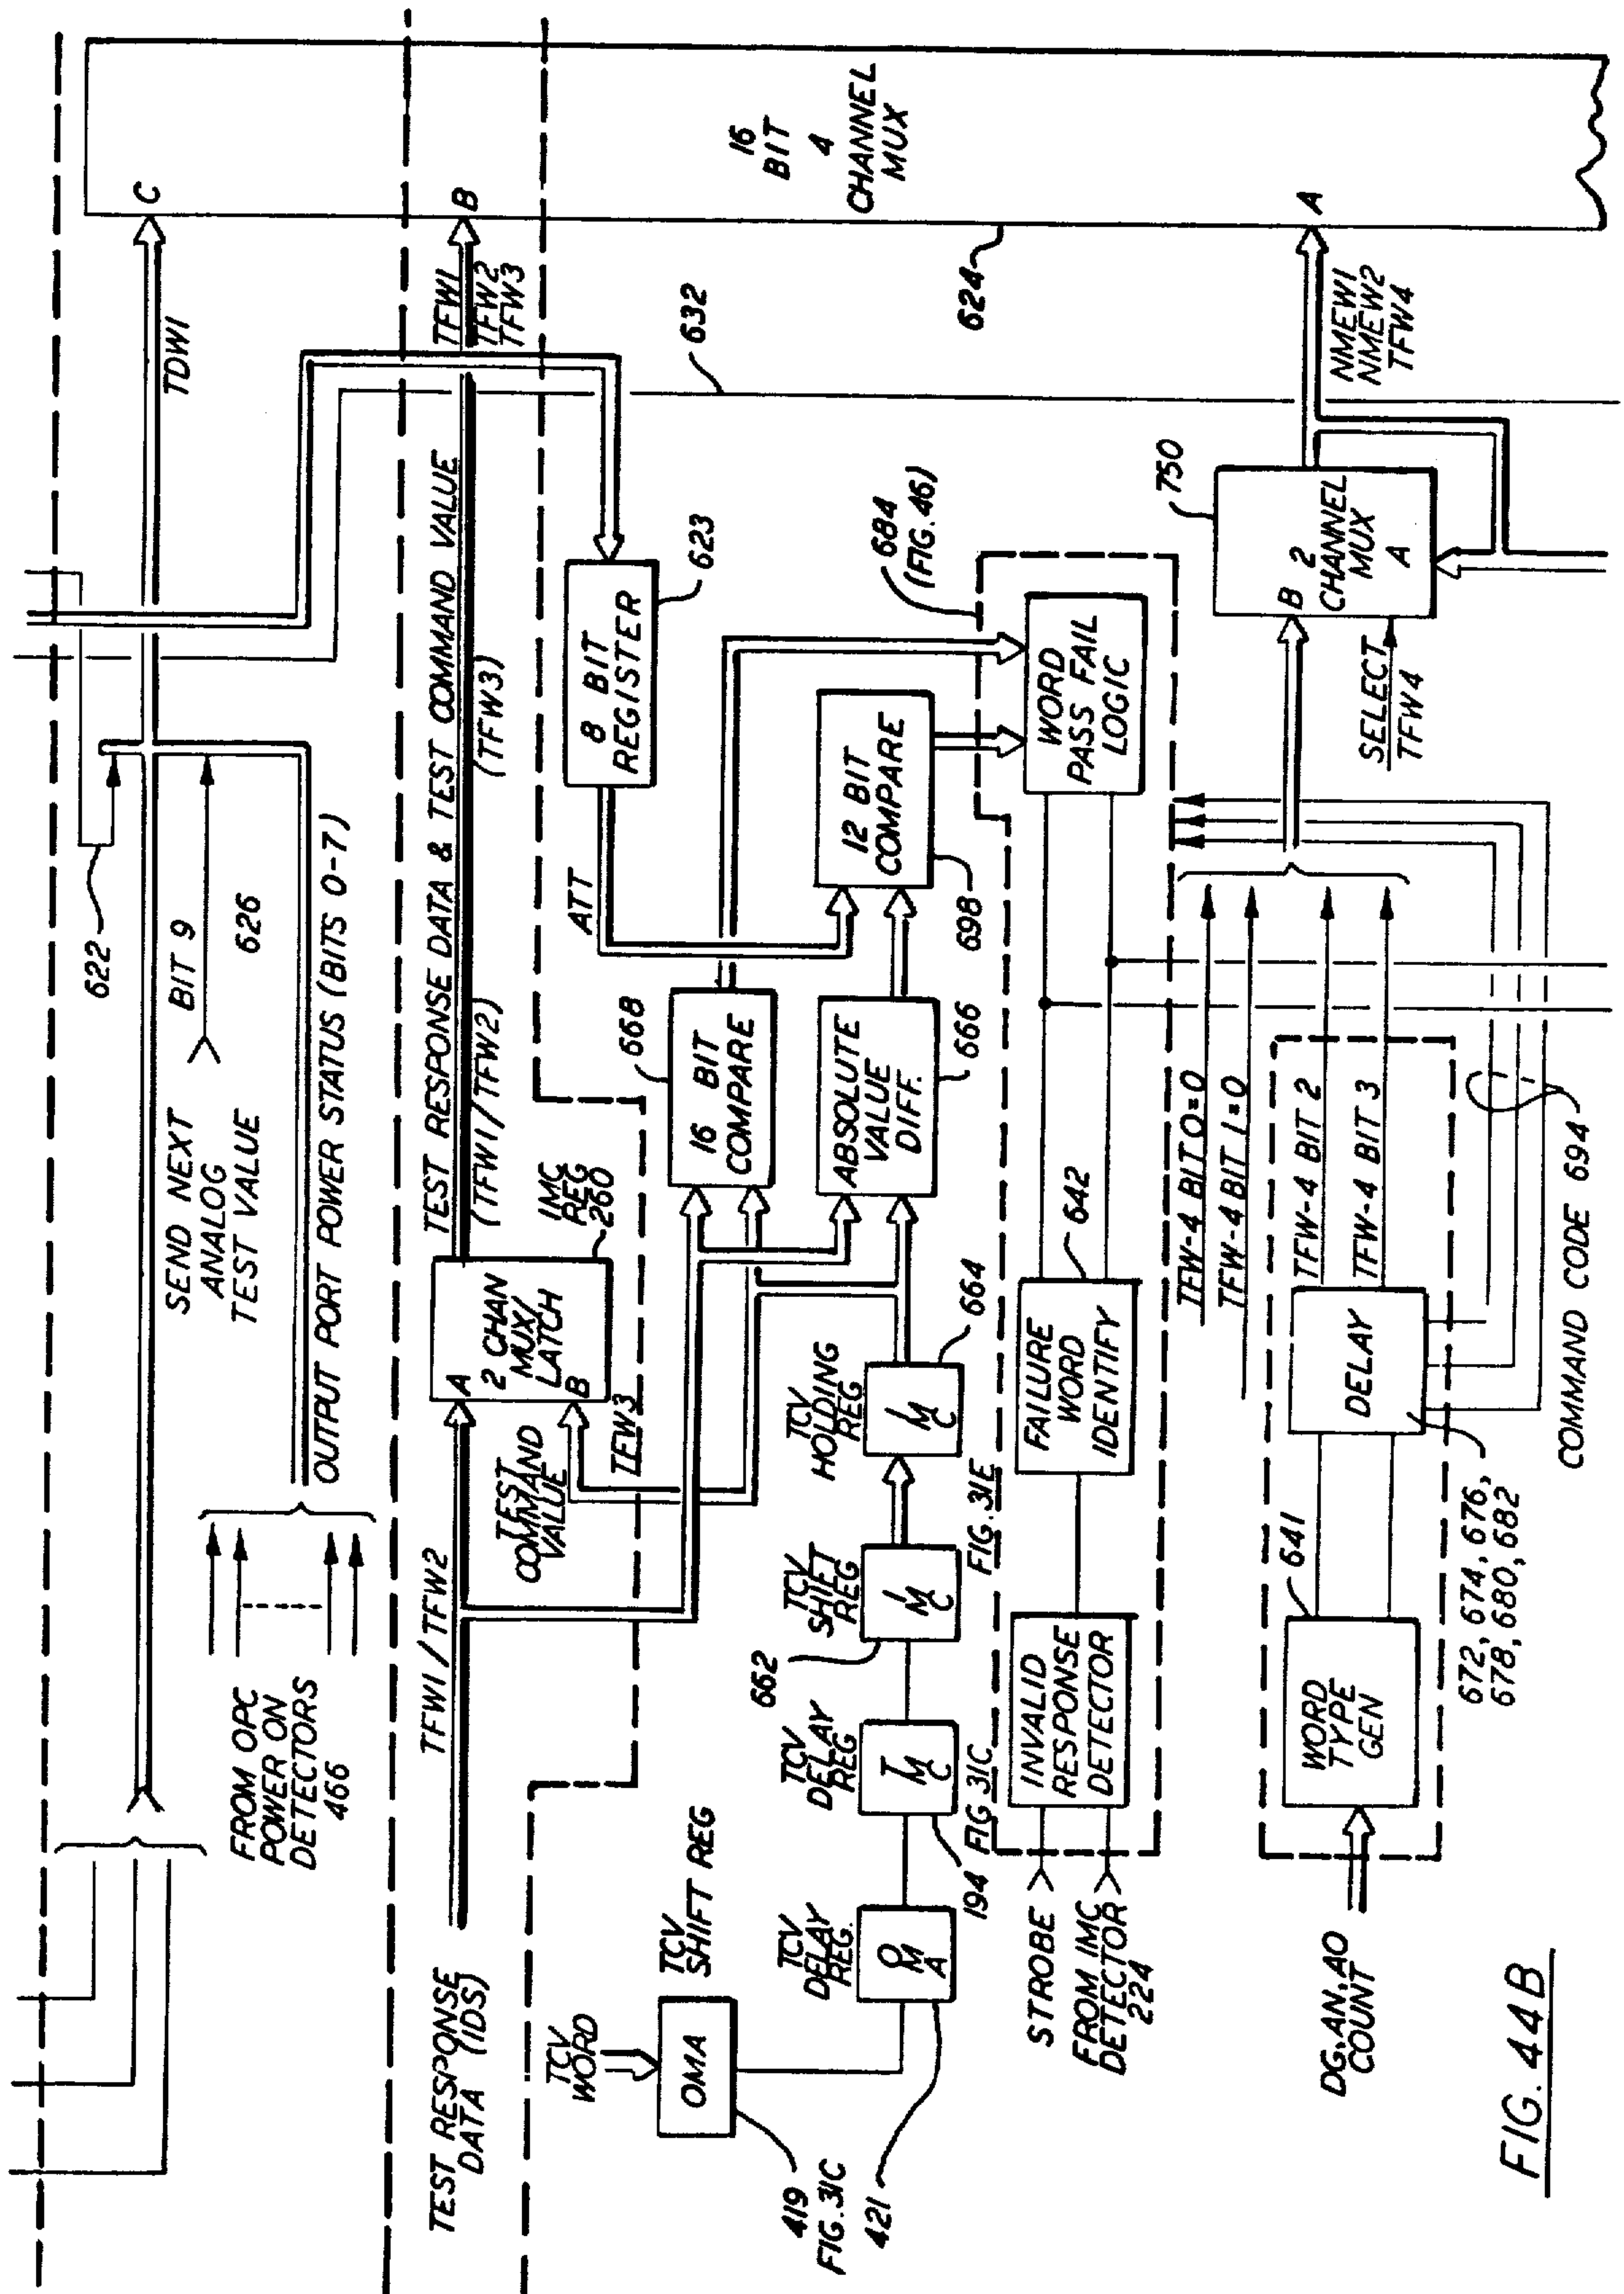 C
TDW1
16
BIT
4
CHANNEL
MUX
622
SEND NEXT
ANALOG
TEST VALUE
BIT 9
626
OUTPUT PORT POWER STATUS (BITS 0-7)
FROM OPC
POWER ON
DETECTORS
466
B
TFW1
TFW2
TFW3
TEST RESPONSE DATA & TEST COMMAND VALUE
(TFW1/TFW2)
(TFW3)
IMC
REG
260
A
2 CHAN
MUX/
LATCH
B
TFW1/TFW2
TEST RESPONSE
DATA (IDS)
TEST
COMMAND
VALUE
TFW3
632
624
8 BIT
REGISTER
623
ATT
668
16 BIT
COMPARE
12 BIT
COMPARE
698
ABSOLUTE
VALUE
DIFF.
666
684
(FIG. 46)
TCV
WORD
OMA
TCV
SHIFT REG
419
FIG. 31C
421
TCV
DELAY
REG.
OMA
TCV
DELAY
REG
TMC
194
FIG 31C
662
TCV
SHIFT
REG
IMC
FIG. 31E
TCV
HOLDING
REG
IMC
664
STROBE
FROM IMC
DETECTOR
224
INVALID
RESPONSE
DETECTOR
FAILURE
WORD
IDENTIFY
642
WORD
PASS FAIL
LOGIC
A
NMEW1
NMEW2
TFW4
750
B 2
CHANNEL
MUX
A
SELECT
TFW4
TFW-4 BIT 0=0
TFW-4 BIT 1=0
TFW-4 BIT 2
TFW-4 BIT 3
DG, AN, AO
COUNT
WORD
TYPE
GEN
641
DELAY
672, 674, 676,
678, 680, 682
COMMAND CODE 694
FIG. 44B